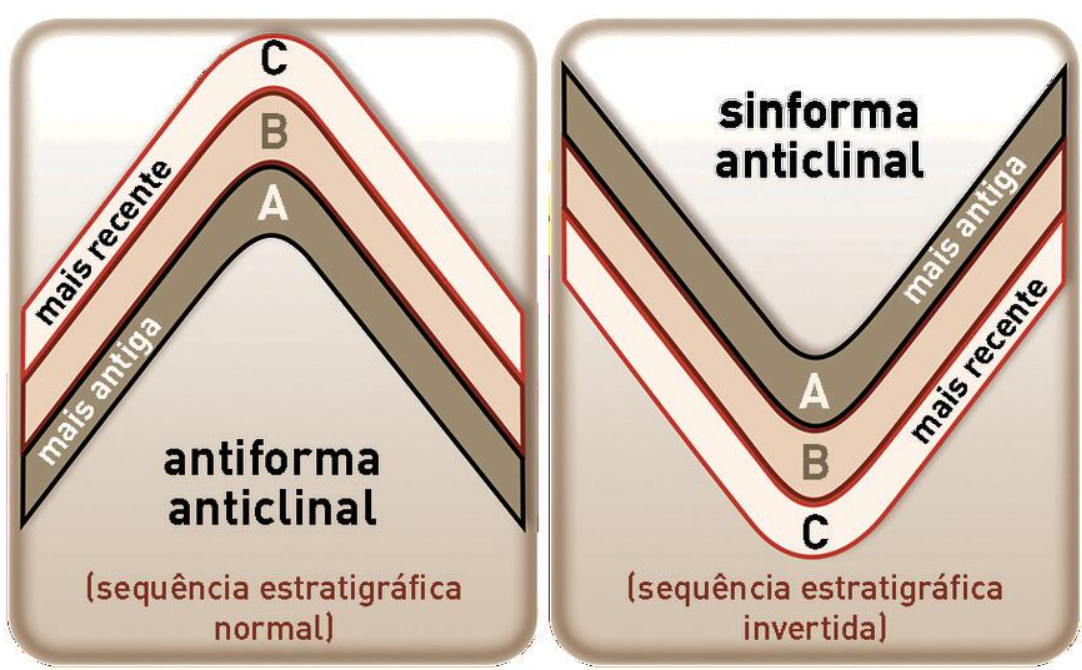 C
B
A
mais recente
mais antiga
antiforma
anticlinal
(sequência estratigráfica
normal)
sinforma
anticlinal
mais antiga
mais recente
A
B
C
(sequência estratigráfica
invertida)